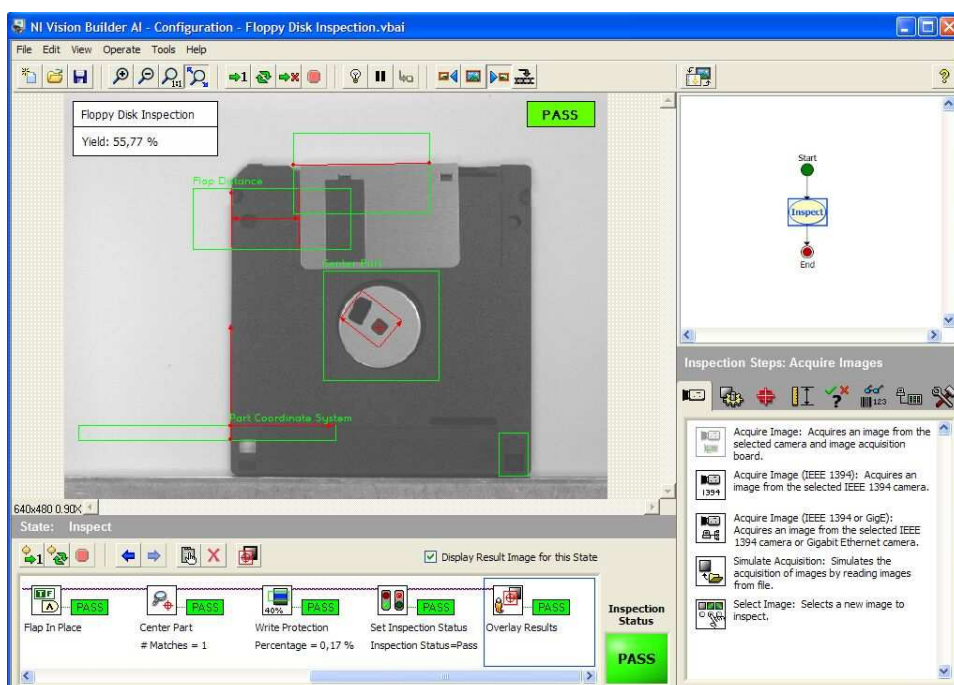 NI Vision Builder AI - Configuration - Floppy Disk Inspection.vbai
File Edit View Operate Tools Help
1:1
1
?
Floppy Disk Inspection
Yield: 55,77 %
PASS
Flap Distance
Center Part
Part Coordinate System
640x480 0.90X
Start
Inspect
End
Inspection Steps: Acquire Images
?
123
Acquire Image: Acquires an image from the
selected camera and image acquisition
board.
1394
Acquire Image (IEEE 1394): Acquires an
image from the selected IEEE 1394 camera.
Acquire Image (IEEE 1394 or GigE):
Acquires an image from the selected IEEE
1394 camera or Gigabit Ethernet camera.
Simulate Acquisition: Simulates the
acquisition of images by reading images
from file.
Select Image: Selects a new image to
inspect.
State: Inspect
1
Display Result Image for this State
T F
PASS
Flap In Place
PASS
Center Part
# Matches = 1
40%
PASS
Write Protection
Percentage = 0,17 %
PASS
Set Inspection Status
Inspection Status=Pass
PASS
Overlay Results
Inspection
Status
PASS